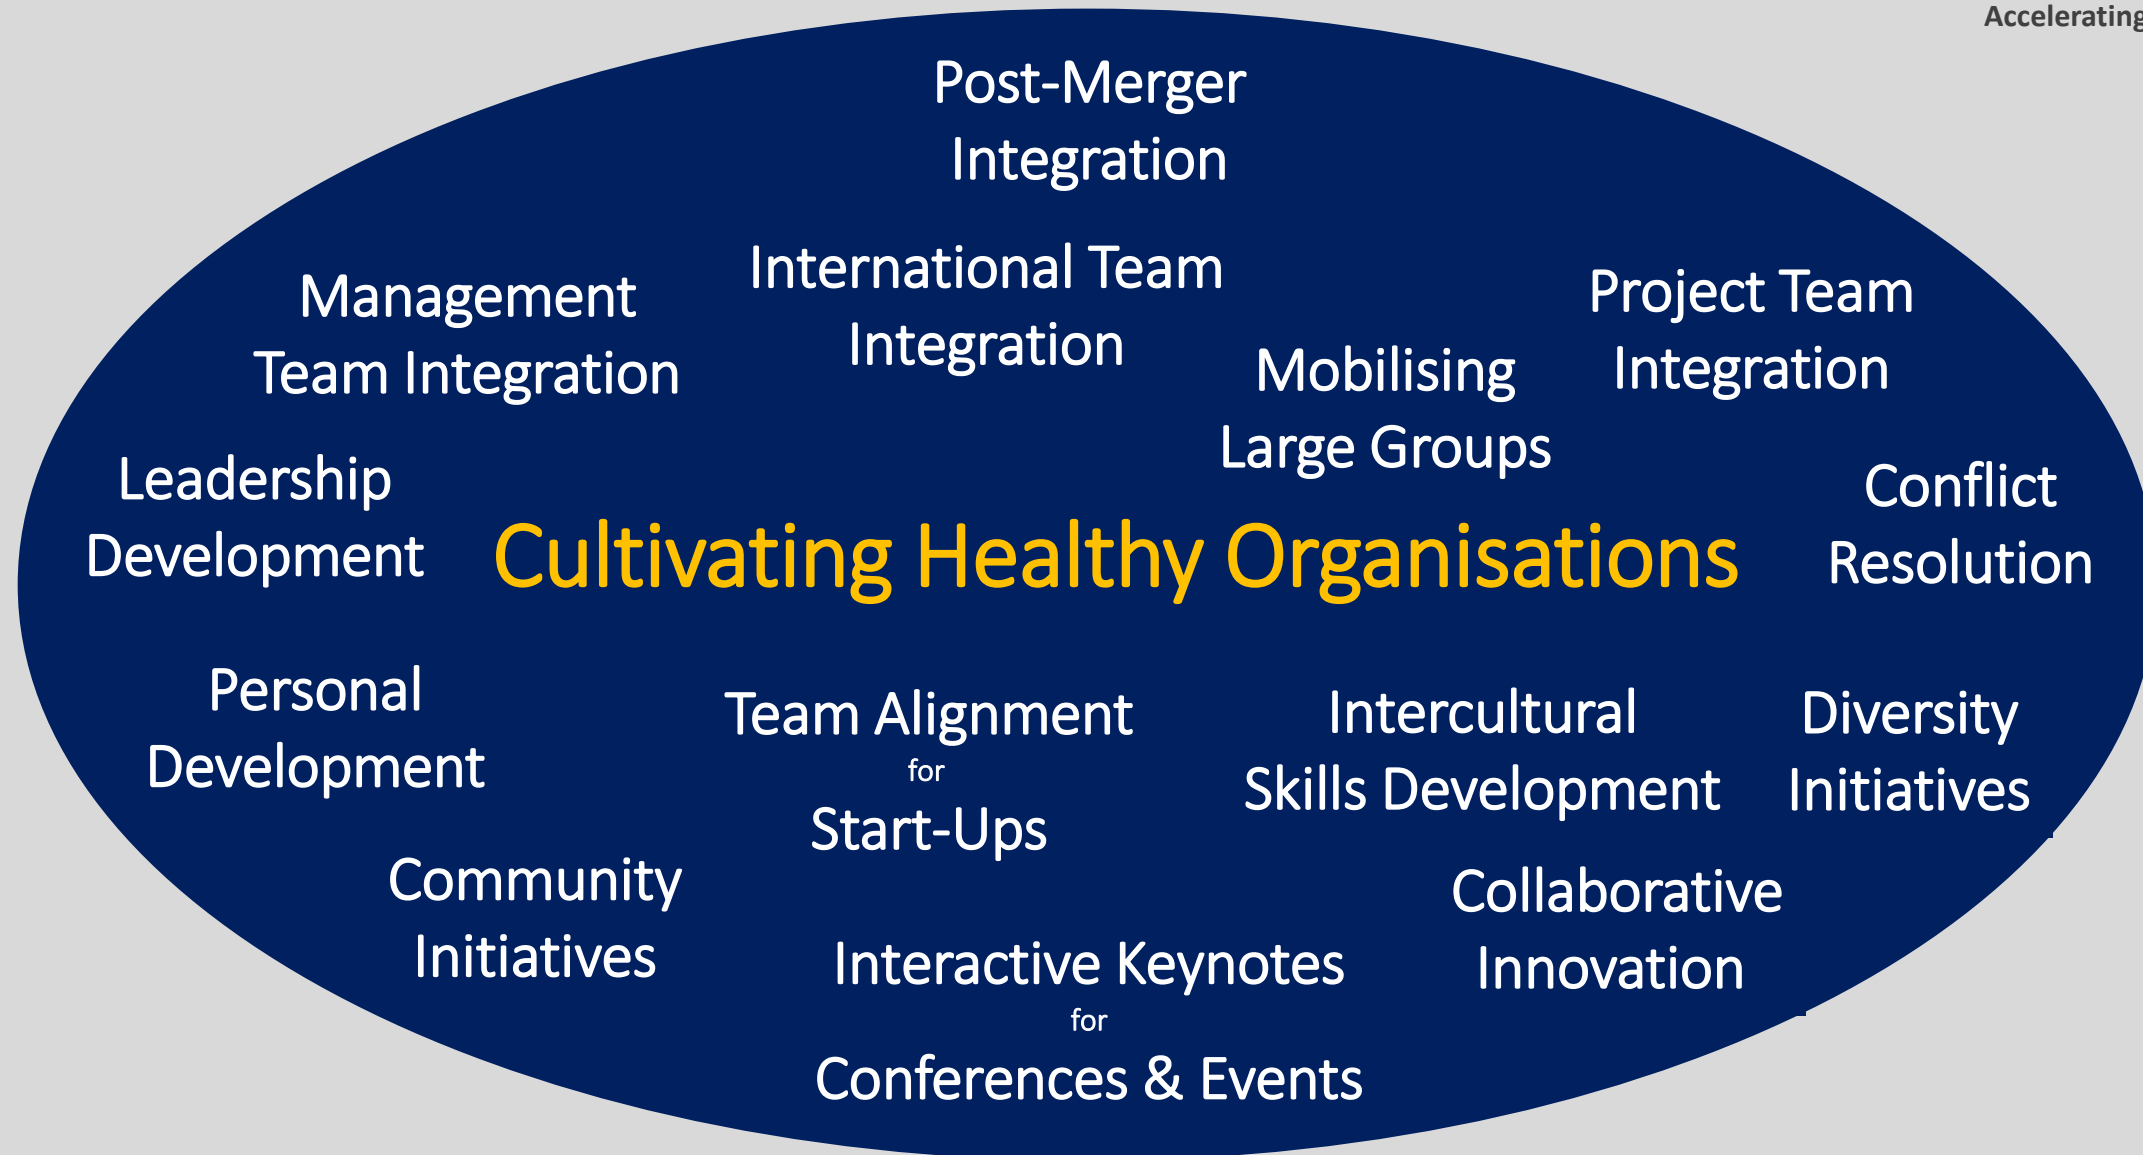 Accelerating
Post-Merger
Integration
International Team
Integration
Management
Team Integration
Project Team
Integration
Mobilising
Large Groups
Leadership
Development
Conflict
Resolution
Cultivating Healthy Organisations
Personal
Development
Team Alignment
for
Start-Ups
Intercultural
Skills Development
Diversity
Initiatives
Community
Initiatives
Collaborative
Innovation
Interactive Keynotes
for
Conferences & Events